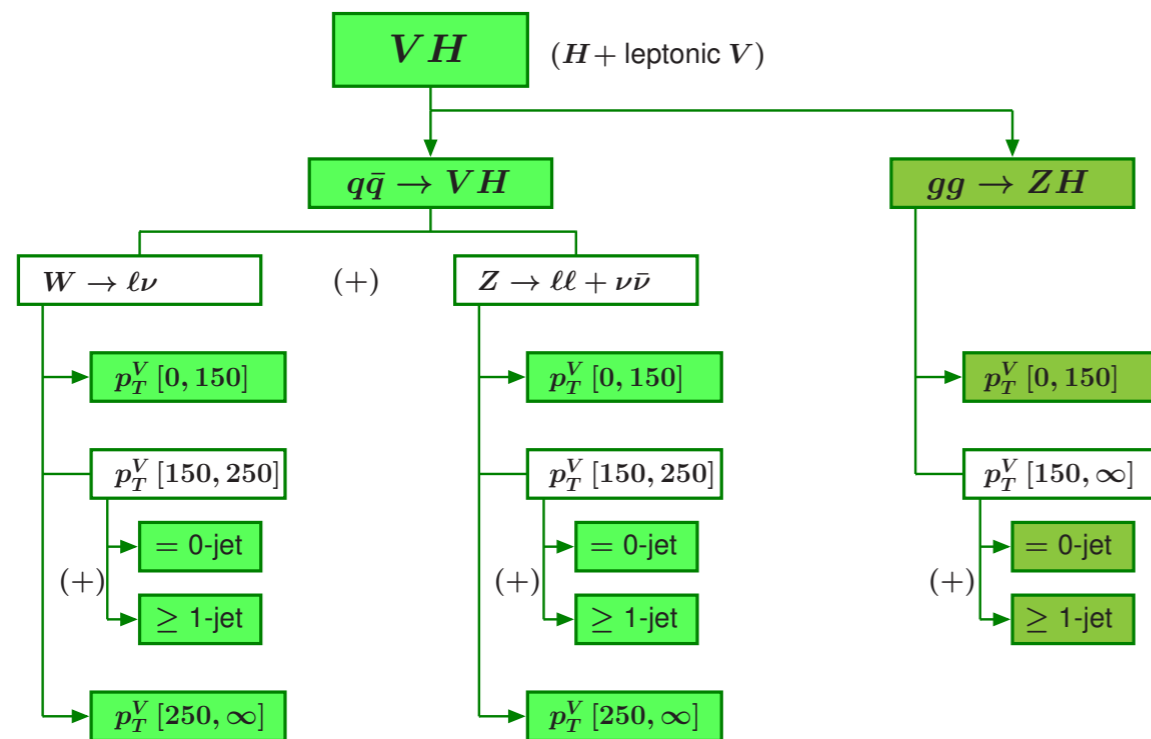 VH (H + leptonic V)
qq̄ → VH
gg → ZH
W → ℓν
(+)
Z → ℓℓ + νν̄
p_T^V [0, 150]
p_T^V [0, 150]
p_T^V [0, 150]
p_T^V [150, 250]
p_T^V [150, 250]
p_T^V [150, ∞]
= 0-jet
= 0-jet
= 0-jet
(+)
(+)
(+)
≥ 1-jet
≥ 1-jet
≥ 1-jet
p_T^V [250, ∞]
p_T^V [250, ∞]